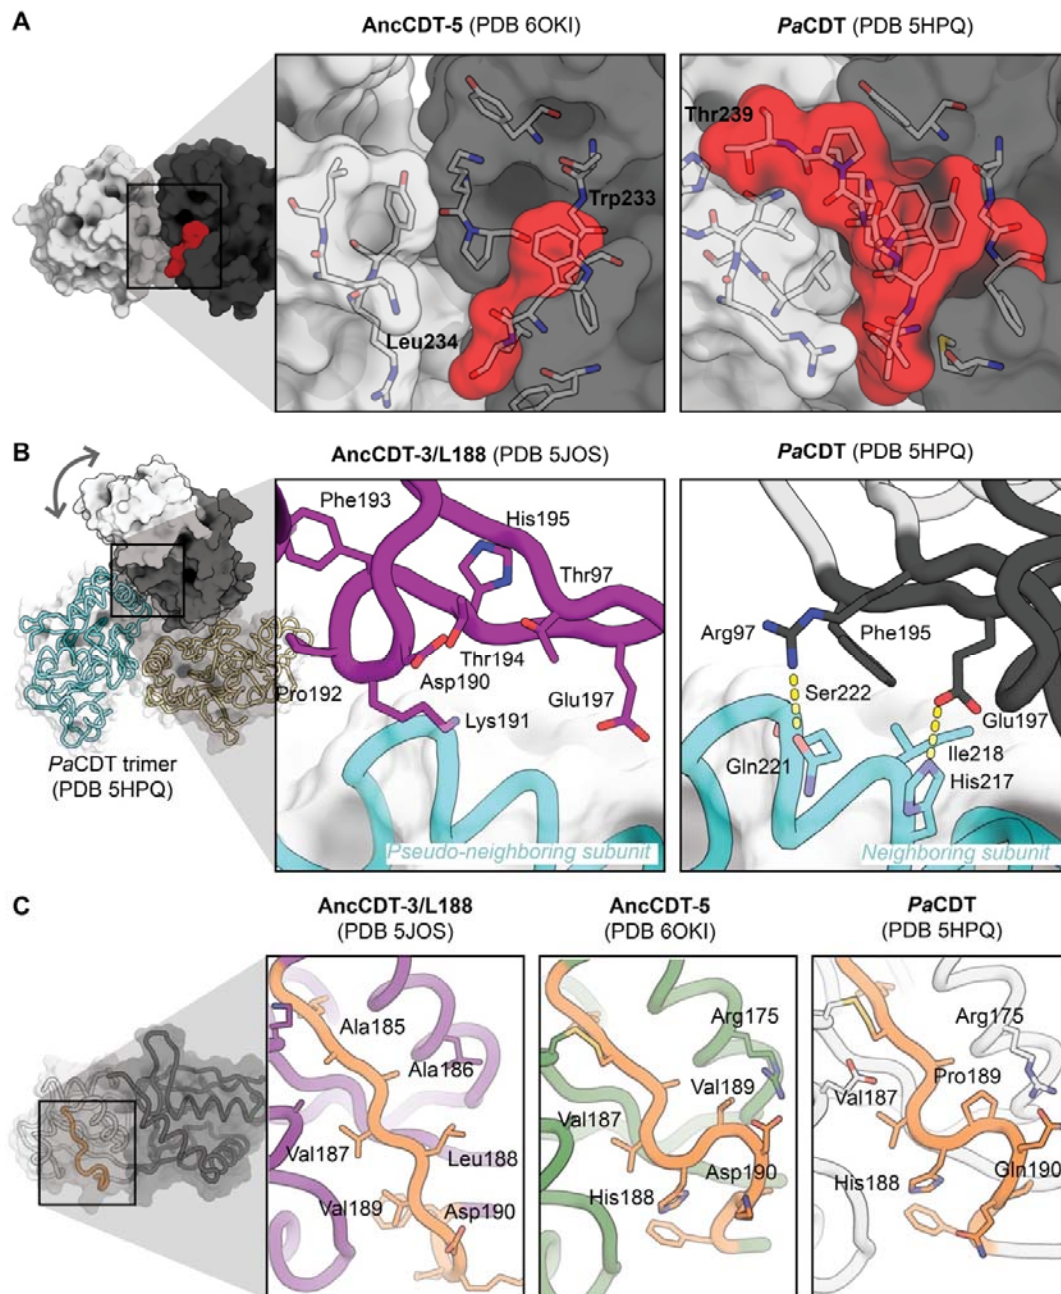 A
AncCDT-5 (PDB 6OKI)
PaCDT (PDB 5HPQ)
Thr239
Trp233
Leu234
B
AncCDT-3/L188 (PDB 5JOS)
PaCDT (PDB 5HPQ)
Phe193
His195
Thr97
Arg97
Phe195
Thr194
Asp190
Ser222
Pro192
Glu197
Glu197
Lys191
Ile218
Gln221
His217
PaCDT trimer
(PDB 5HPQ)
Pseudo-neighboring subunit
Neighboring subunit
C
AncCDT-3/L188
(PDB 5JOS)
AncCDT-5
(PDB 6OKI)
PaCDT
(PDB 5HPQ)
Ala185
Ala186
Val187
Leu188
Val189
Asp190
Arg175
Val189
Val187
Asp190
His188
Arg175
Pro189
Val187
Gln190
His188